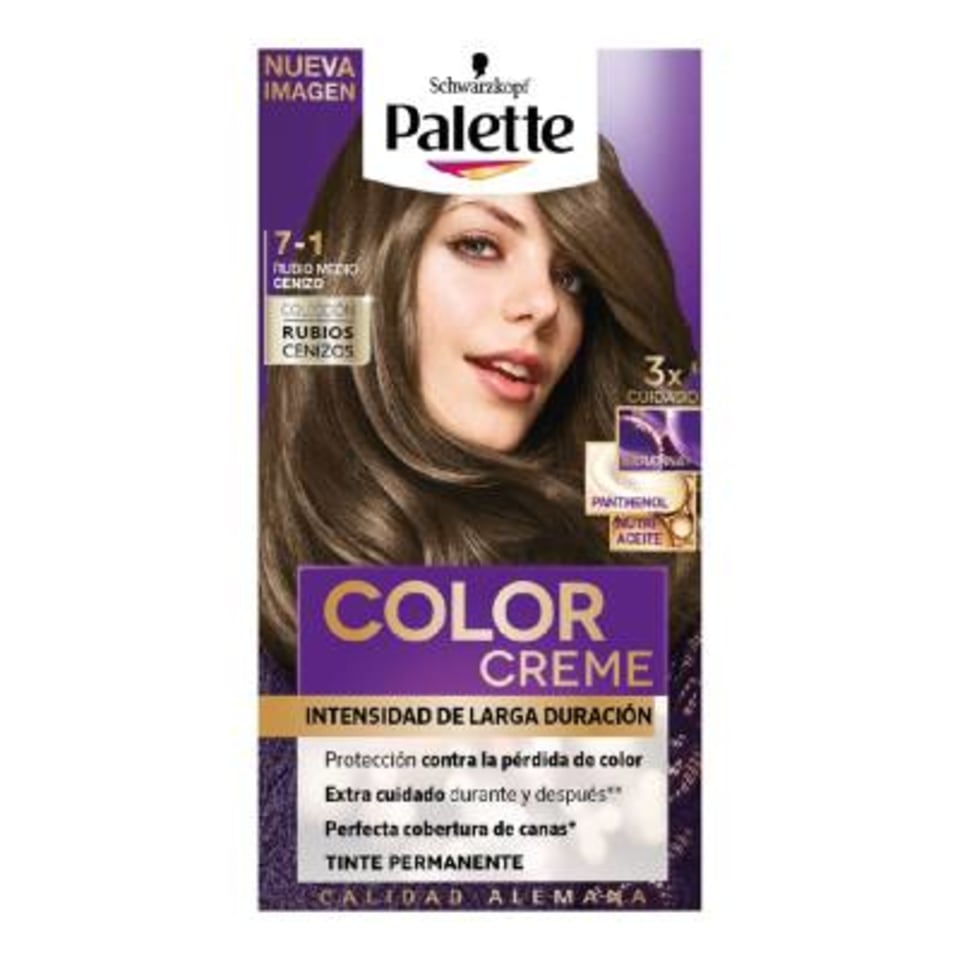 NUEVA
IMAGEN
Schwarzkopf
Palette
7-1
RUBIO MEDIO
CENIZO
COLECCIÓN
RUBIOS
CENIZOS
3x
CUIDADO
PANTHENOL
NUTRI-
ACEITE
COLOR
CREME
INTENSIDAD DE LARGA DURACIÓN
Protección contra la pérdida de color
Extra cuidado durante y después**
Perfecta cobertura de canas*
TINTE PERMANENTE
CALIDAD ALEMANA